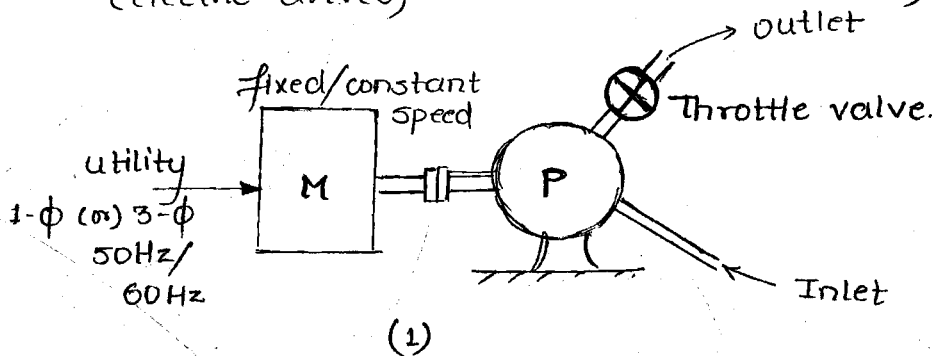 (electric drives)
outlet
fixed/constant
speed
Throttle valve.
utility
1-ϕ (or) 3-ϕ
50Hz/
60Hz
M
P
Inlet
(1)